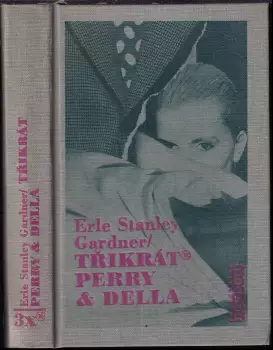 Erle Stanley Gardner/ TŘIKRÁT
PERRY & DELLA
Erle Stanley
Gardner/
TŘIKRÁT
PERRY
& DELLA